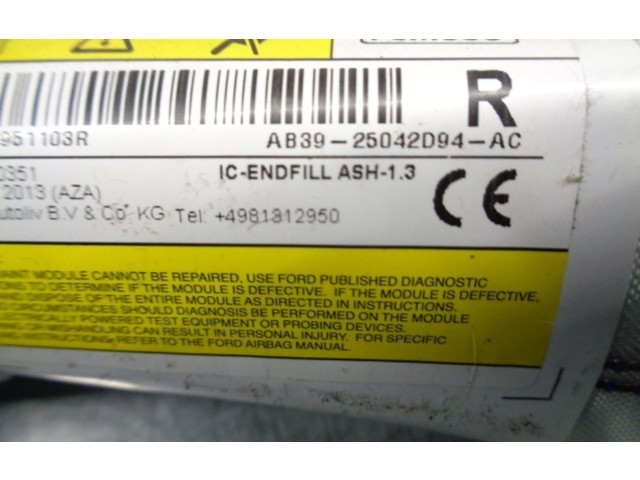 R
951103R
AB39-25042D94-AC
0351
IC-ENDFILL ASH-1.3
2013 (AZA)
CE
utoliv B.V & Co KG Tel: +4981312950
MODULE CANNOT BE REPAIRED, USE FORD PUBLISHED DIAGNOSTIC
TO DETERMINE IF THE MODULE IS DEFECTIVE. IF THE MODULE IS DEFECTIVE,
OF THE ENTIRE MODULE AS DIRECTED IN INSTRUCTIONS.
SHOULD DIAGNOSIS BE PERFORMED ON THE MODULE
POWERED TEST EQUIPMENT OR PROBING DEVICES.
CAN RESULT IN PERSONAL INJURY. FOR SPECIFIC
REFER TO THE FORD AIRBAG MANUAL.